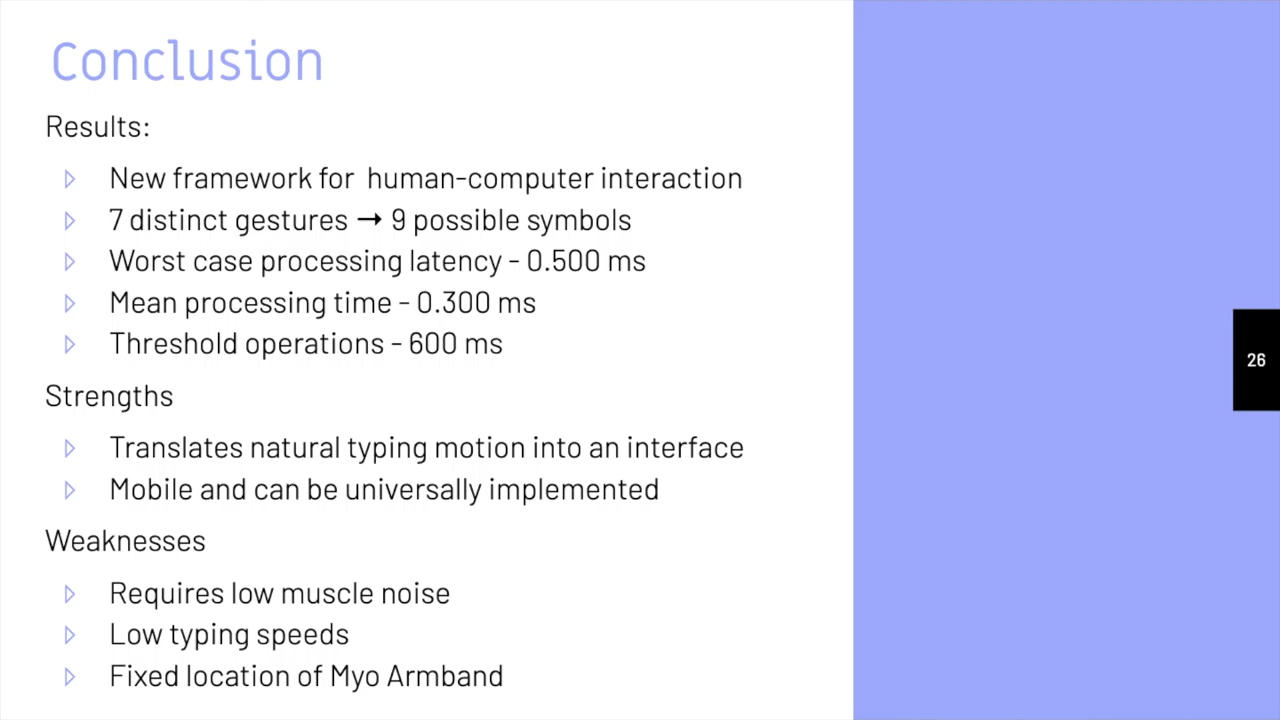 Conclusion
Results:
New framework for  human-computer interaction
7 distinct gestures → 9 possible symbols
Worst case processing latency - 0.500 ms
Mean processing time - 0.300 ms
Threshold operations - 600 ms
Strengths
Translates natural typing motion into an interface
Mobile and can be universally implemented
Weaknesses
Requires low muscle noise
Low typing speeds
Fixed location of Myo Armband
26